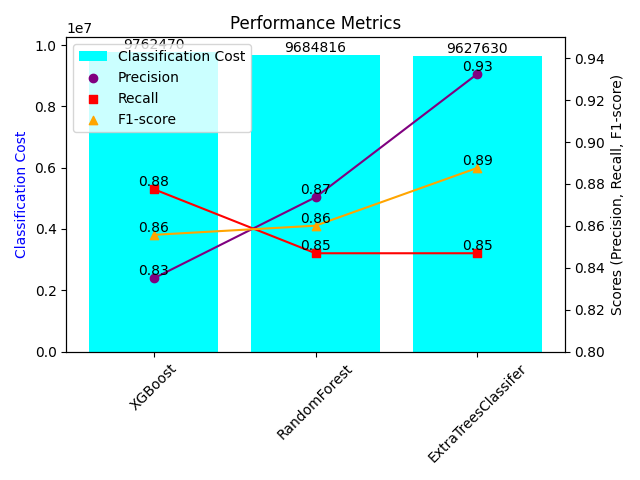 Performance Metrics
1e7
9762470
9684816
9627630
Classification Cost
Precision
Recall
F1-score
1.0
0.8
0.6
0.4
0.2
0.0
Classification Cost
0.88
0.86
0.83
0.87
0.86
0.85
0.93
0.89
0.85
0.94
0.92
0.90
0.88
0.86
0.84
0.82
0.80
Scores (Precision, Recall, F1-score)
XGBoost
RandomForest
ExtraTreesClassifer